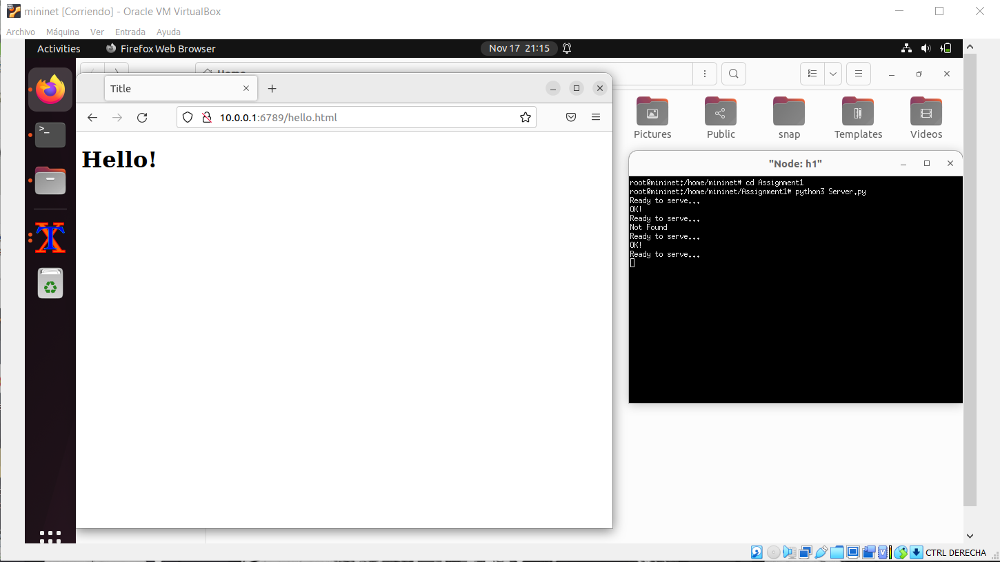 mininet [Corriendo] - Oracle VM VirtualBox
Archivo Máquina Ver Entrada Ayuda
Activities Firefox Web Browser Nov 17 21:15
Home
Title
10.0.0.1:6789/hello.html
Hello!
Pictures Public snap Templates Videos
"Node: h1"
root@mininet:/home/mininet# cd Assignment1
root@mininet:/home/mininet/Assignment1# python3 Server.py
Ready to serve...
OK!
Ready to serve...
Not Found
Ready to serve...
OK!
Ready to serve...
CTRL DERECHA